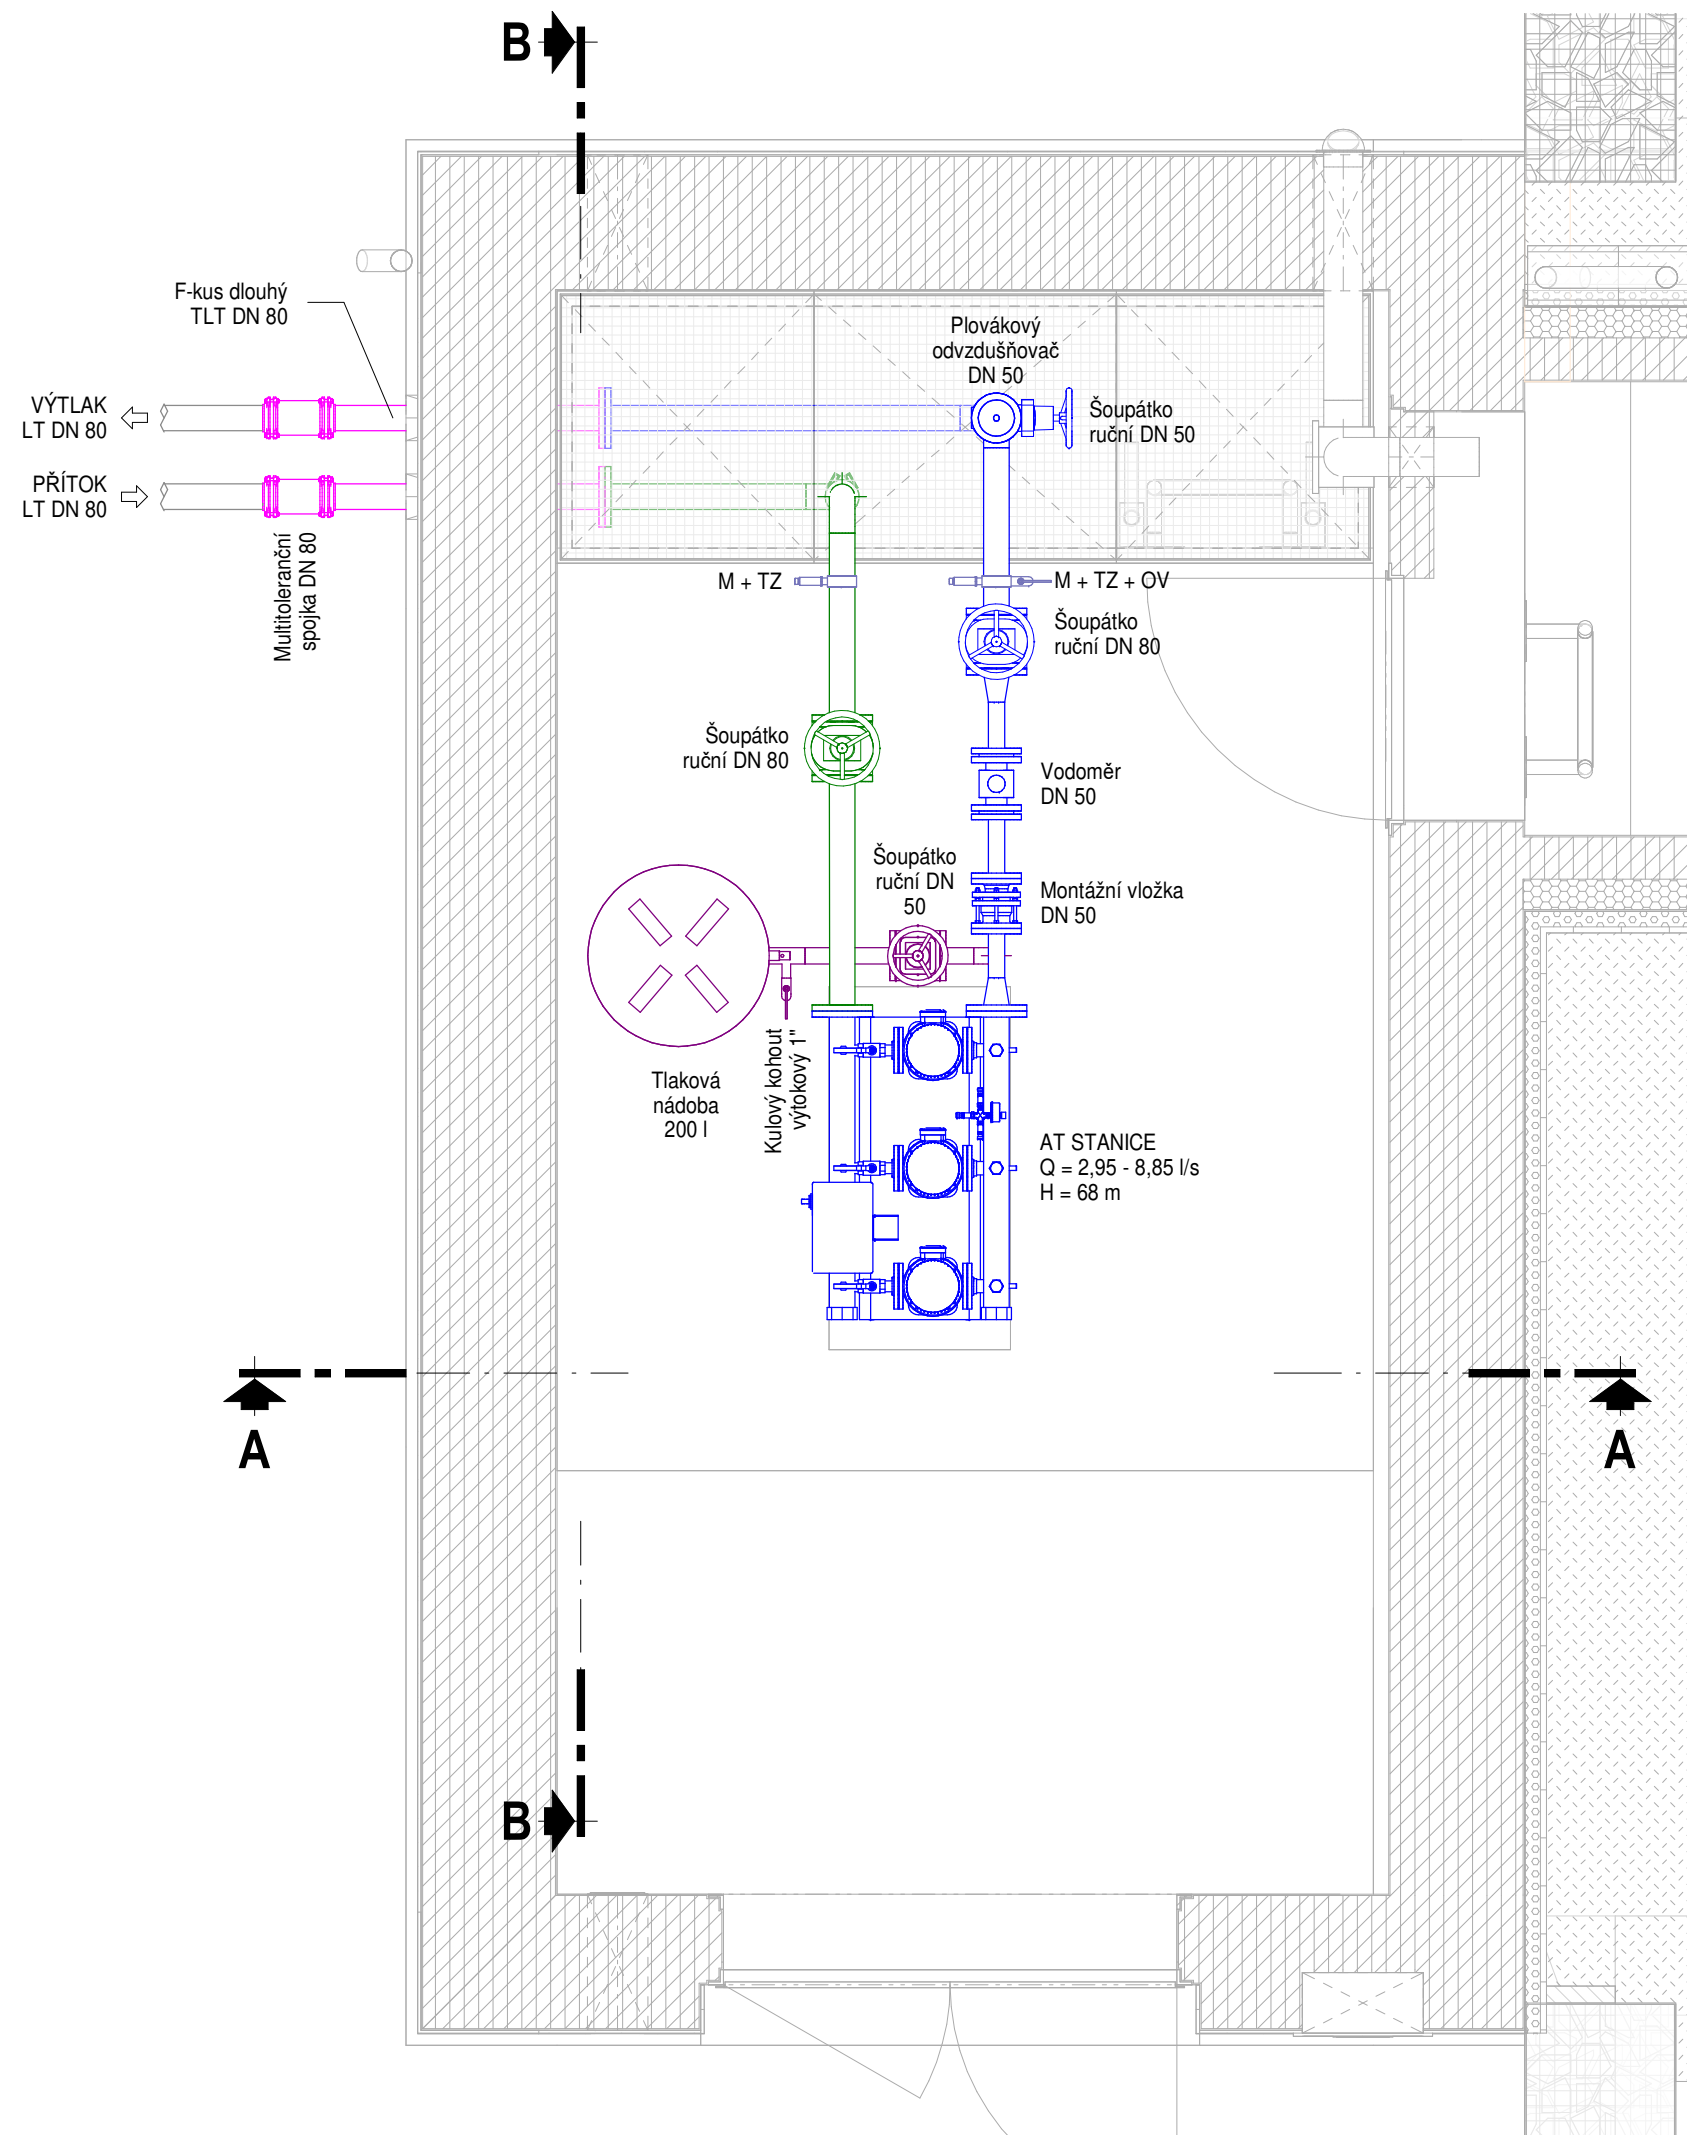 B
F-kus dlouhý
TLT DN 80
VÝTLAK
LT DN 80
PŘÍTOK
LT DN 80
Multitoleranční
spojka DN 80
Plovákový
odvzdušňovač
DN 50
Šoupátko
ruční DN 50
M + TZ
M + TZ + OV
Šoupátko
ruční DN 80
Šoupátko
ruční DN 80
Vodoměr
DN 50
Šoupátko
ruční DN
50
Montážní vložka
DN 50
Kulový kohout
výtokový 1"
Tlaková
nádoba
200 l
AT STANICE
Q = 2,95 - 8,85 l/s
H = 68 m
A
A
B